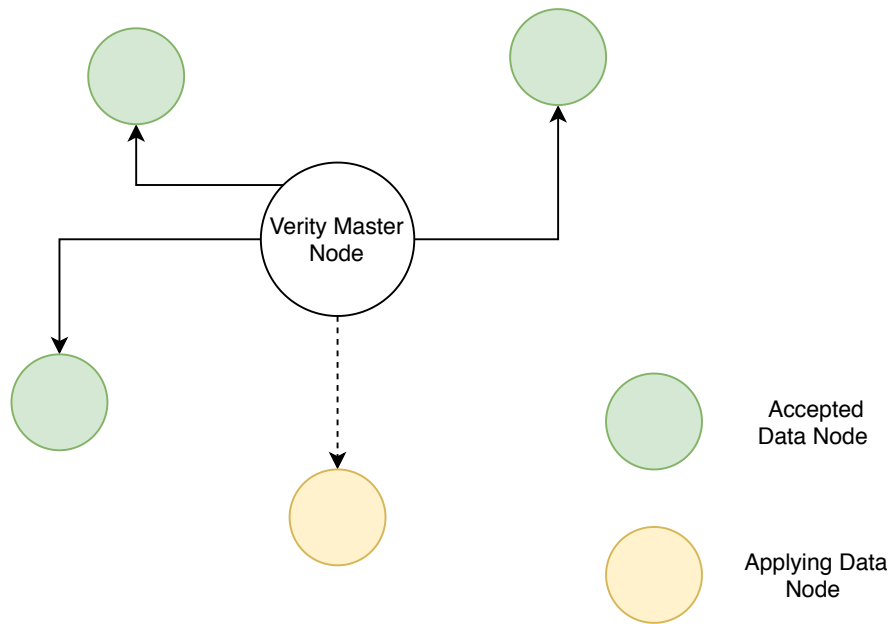 Verity Master
Node
Accepted
Data Node
Applying Data
Node